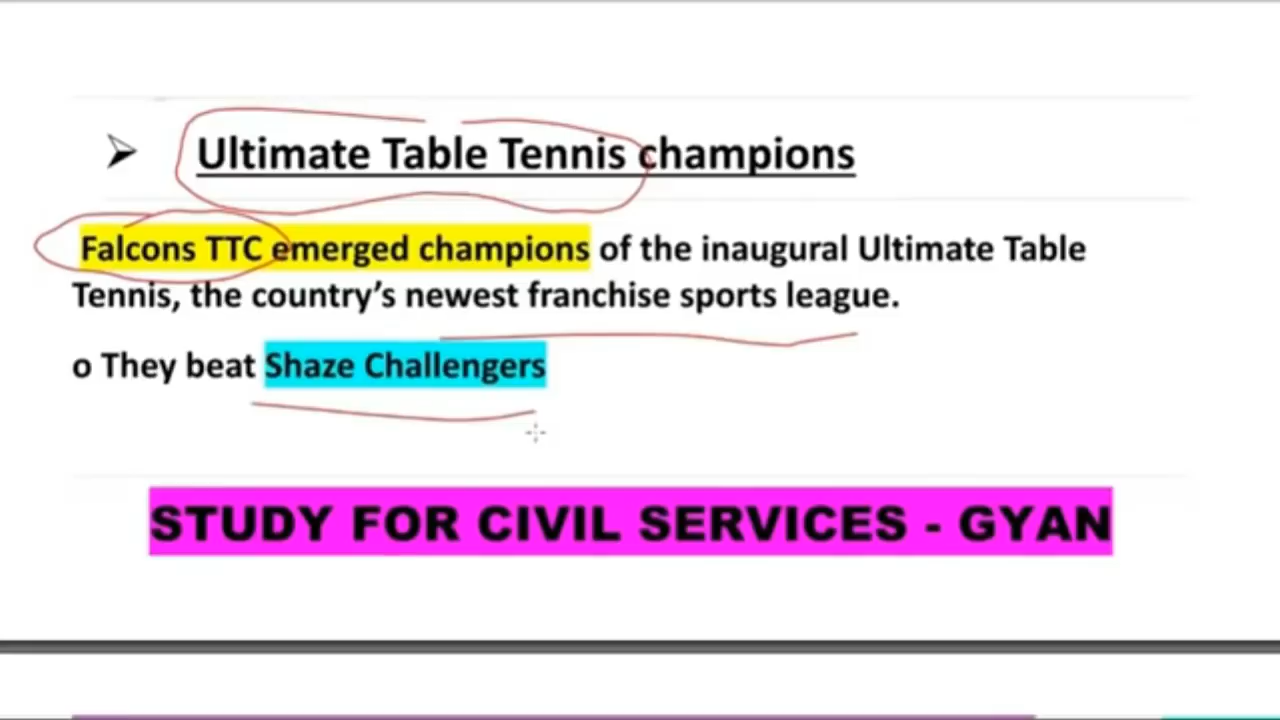 ➢ Ultimate Table Tennis champions
Falcons TTC emerged champions of the inaugural Ultimate Table
Tennis, the country’s newest franchise sports league.
o They beat Shaze Challengers
STUDY FOR CIVIL SERVICES - GYAN